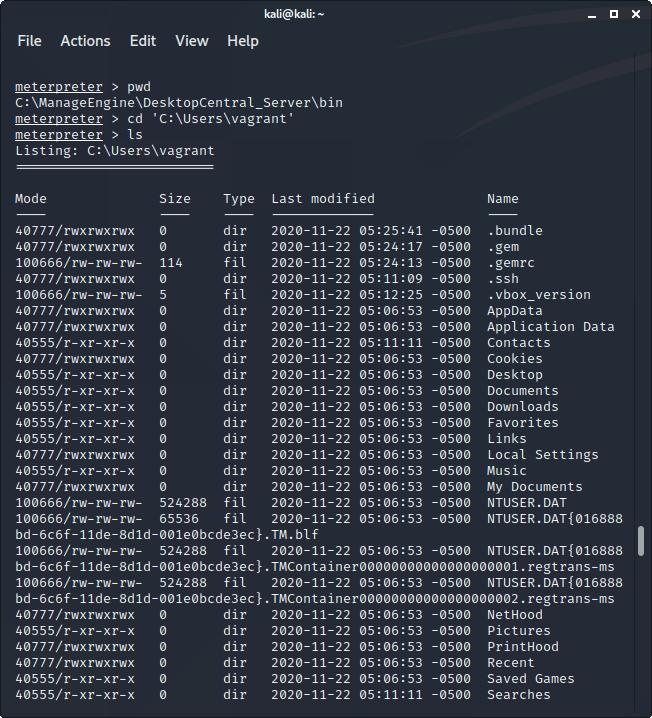 kali@kali: ~
File Actions Edit View Help
meterpreter > pwd
C:\ManageEngine\DesktopCentral_Server\bin
meterpreter > cd 'C:\Users\vagrant'
meterpreter > ls
Listing: C:\Users\vagrant
=========================
Mode Size Type Last modified Name
---- ---- ---- ------------- ----
40777/rwxrwxrwx 0 dir 2020-11-22 05:25:41 -0500 .bundle
40777/rwxrwxrwx 0 dir 2020-11-22 05:24:17 -0500 .gem
100666/rw-rw-rw- 114 fil 2020-11-22 05:24:13 -0500 .gemrc
40777/rwxrwxrwx 0 dir 2020-11-22 05:11:09 -0500 .ssh
100666/rw-rw-rw- 5 fil 2020-11-22 05:12:25 -0500 .vbox_version
40777/rwxrwxrwx 0 dir 2020-11-22 05:06:53 -0500 AppData
40777/rwxrwxrwx 0 dir 2020-11-22 05:06:53 -0500 Application Data
40555/r-xr-xr-x 0 dir 2020-11-22 05:11:11 -0500 Contacts
40777/rwxrwxrwx 0 dir 2020-11-22 05:06:53 -0500 Cookies
40555/r-xr-xr-x 0 dir 2020-11-22 05:06:53 -0500 Desktop
40555/r-xr-xr-x 0 dir 2020-11-22 05:06:53 -0500 Documents
40555/r-xr-xr-x 0 dir 2020-11-22 05:06:53 -0500 Downloads
40555/r-xr-xr-x 0 dir 2020-11-22 05:06:53 -0500 Favorites
40555/r-xr-xr-x 0 dir 2020-11-22 05:06:53 -0500 Links
40777/rwxrwxrwx 0 dir 2020-11-22 05:06:53 -0500 Local Settings
40555/r-xr-xr-x 0 dir 2020-11-22 05:06:53 -0500 Music
40777/rwxrwxrwx 0 dir 2020-11-22 05:06:53 -0500 My Documents
100666/rw-rw-rw- 524288 fil 2020-11-22 05:06:53 -0500 NTUSER.DAT
100666/rw-rw-rw- 65536 fil 2020-11-22 05:06:53 -0500 NTUSER.DAT{016888
bd-6c6f-11de-8d1d-001e0bcde3ec}.TM.blf
100666/rw-rw-rw- 524288 fil 2020-11-22 05:06:53 -0500 NTUSER.DAT{016888
bd-6c6f-11de-8d1d-001e0bcde3ec}.TMContainer00000000000000000001.regtrans-ms
100666/rw-rw-rw- 524288 fil 2020-11-22 05:06:53 -0500 NTUSER.DAT{016888
bd-6c6f-11de-8d1d-001e0bcde3ec}.TMContainer00000000000000000002.regtrans-ms
40777/rwxrwxrwx 0 dir 2020-11-22 05:06:53 -0500 NetHood
40555/r-xr-xr-x 0 dir 2020-11-22 05:06:53 -0500 Pictures
40777/rwxrwxrwx 0 dir 2020-11-22 05:06:53 -0500 PrintHood
40777/rwxrwxrwx 0 dir 2020-11-22 05:06:53 -0500 Recent
40555/r-xr-xr-x 0 dir 2020-11-22 05:06:53 -0500 Saved Games
40555/r-xr-xr-x 0 dir 2020-11-22 05:11:11 -0500 Searches